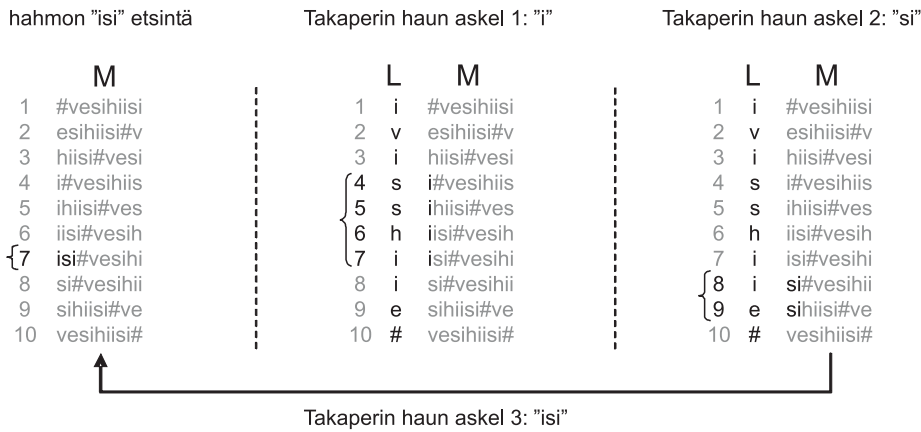 hahmon ”isi” etsintä Takaperin haun askel 1: ”i” Takaperin haun askel 2: ”si”
M L M L M
1 #vesihiisi 1 i #vesihiisi 1 i #vesihiisi
2 esihiisi#v 2 v esihiisi#v 2 v esihiisi#v
3 hiisi#vesi 3 i hiisi#vesi 3 i hiisi#vesi
4 i#vesihiis 4 s i#vesihiis 4 s i#vesihiis
5 ihiisi#ves 5 s ihiisi#ves 5 s ihiisi#ves
6 iisi#vesih 6 h iisi#vesih 6 h iisi#vesih
7 isi#vesihi 7 i isi#vesihi 7 i isi#vesihi
8 si#vesihii 8 i si#vesihii 8 i si#vesihii
9 sihiisi#ve 9 e sihiisi#ve 9 e sihiisi#ve
10 vesihiisi# 10 # vesihiisi# 10 # vesihiisi#
Takaperin haun askel 3: ”isi”